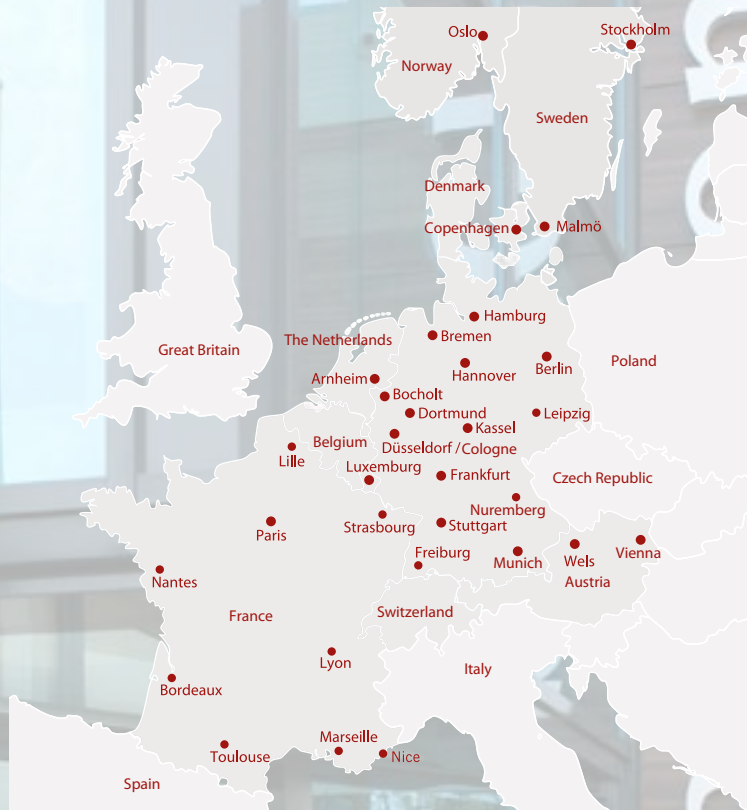 Oslo
Stockholm
Norway
Sweden
Denmark
Copenhagen
Malmö
Hamburg
The Netherlands
Bremen
Great Britain
Hannover
Berlin
Poland
Arnheim
Bocholt
Dortmund
Leipzig
Kassel
Belgium
Düsseldorf /Cologne
Lille
Luxemburg
Frankfurt
Czech Republic
Nuremberg
Strasbourg
Stuttgart
Paris
Freiburg
Munich
Wels
Vienna
Nantes
Austria
Switzerland
France
Lyon
Italy
Bordeaux
Marseille
Toulouse
Nice
Spain